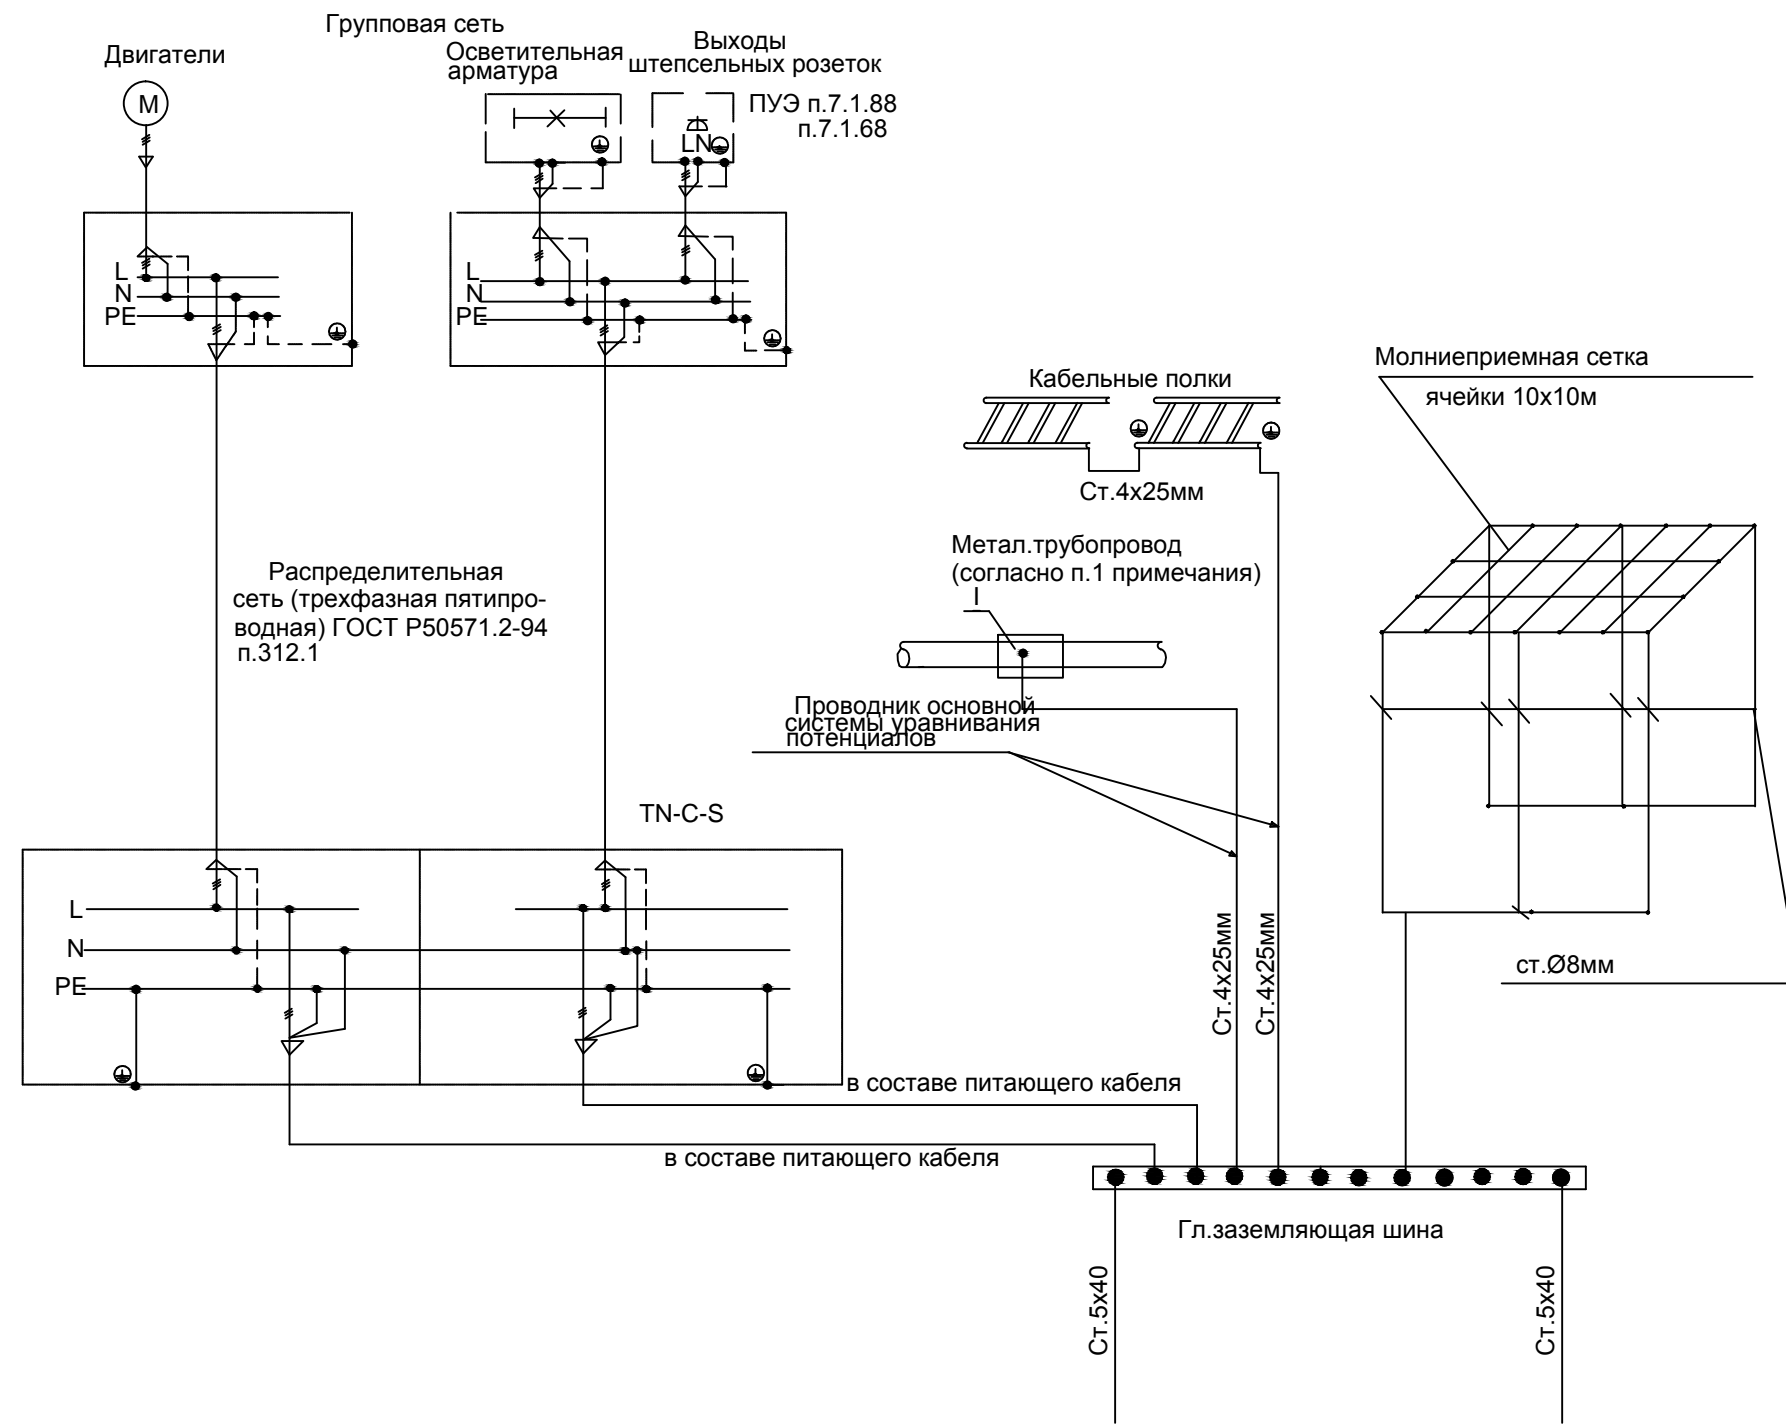 Групповая сеть
Двигатели
Осветительная
арматура
Выходы
штепсельных розеток
ПУЭ п.7.1.88
п.7.1.68
M
LN
L
N
PE
L
N
PE
Кабельные полки
Ст.4х25мм
Молниеприемная сетка
ячейки 10х10м
Метал.трубопровод
(согласно п.1 примечания)
Распределительная
сеть (трехфазная пятипро-
водная) ГОСТ Р50571.2-94
п.312.1
Проводник основной
системы уравнивания
потенциалов
TN-C-S
L
N
PE
Ст.4х25мм
Ст.4х25мм
ст.Ø8мм
в составе питающего кабеля
в составе питающего кабеля
Гл.заземляющая шина
Ст.5х40
Ст.5х40